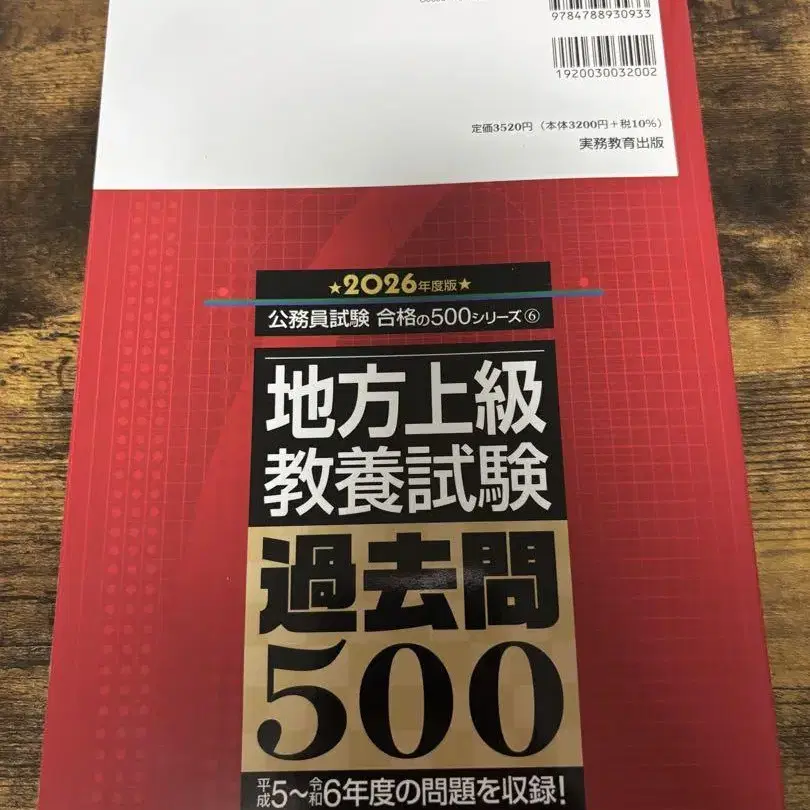 9784788930933
1920030032002
定価3520円(本体3200円+税10%)
実務教育出版
★2026年度版★
公務員試験 合格の500シリーズ⑥
地方上級
教養試験
過去問
500
平成5~令和6年度の問題を収録!